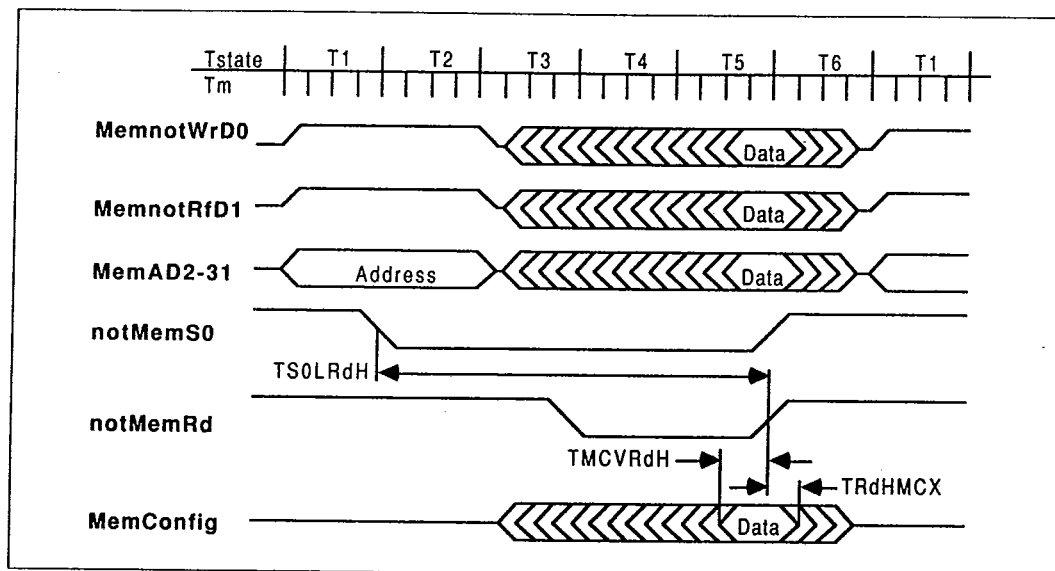 Tstate T1 T2 T3 T4 T5 T6 T1
Tm
MemnotWrD0 Data
MemnotRfD1 Data
MemAD2-31 Address Data
notMemS0
TS0LRdH
notMemRd
TMCVRdH
TRdHMCX
MemConfig Data